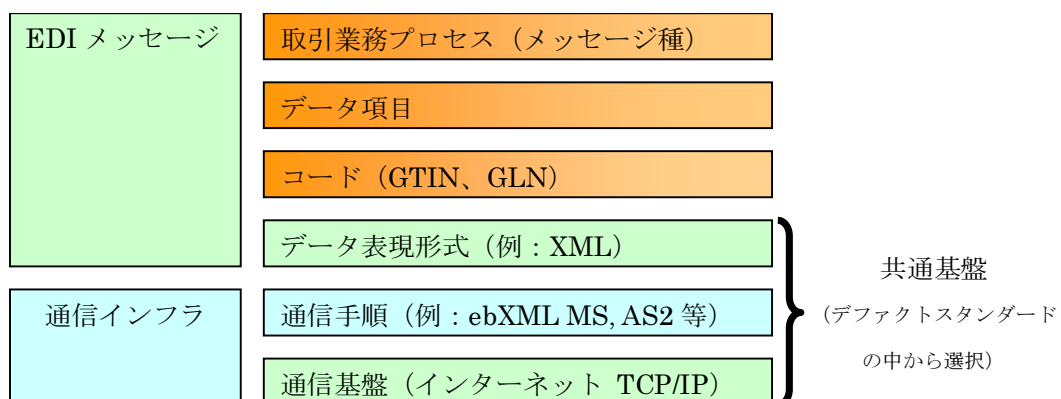 EDI メッセージ
取引業務プロセス（メッセージ種）
データ項目
コード（GTIN、GLN）
データ表現形式（例：XML）
通信インフラ
通信手順（例：ebXML MS, AS2 等）
通信基盤（インターネット TCP/IP）
共通基盤
（デファクトスタンダード
の中から選択）